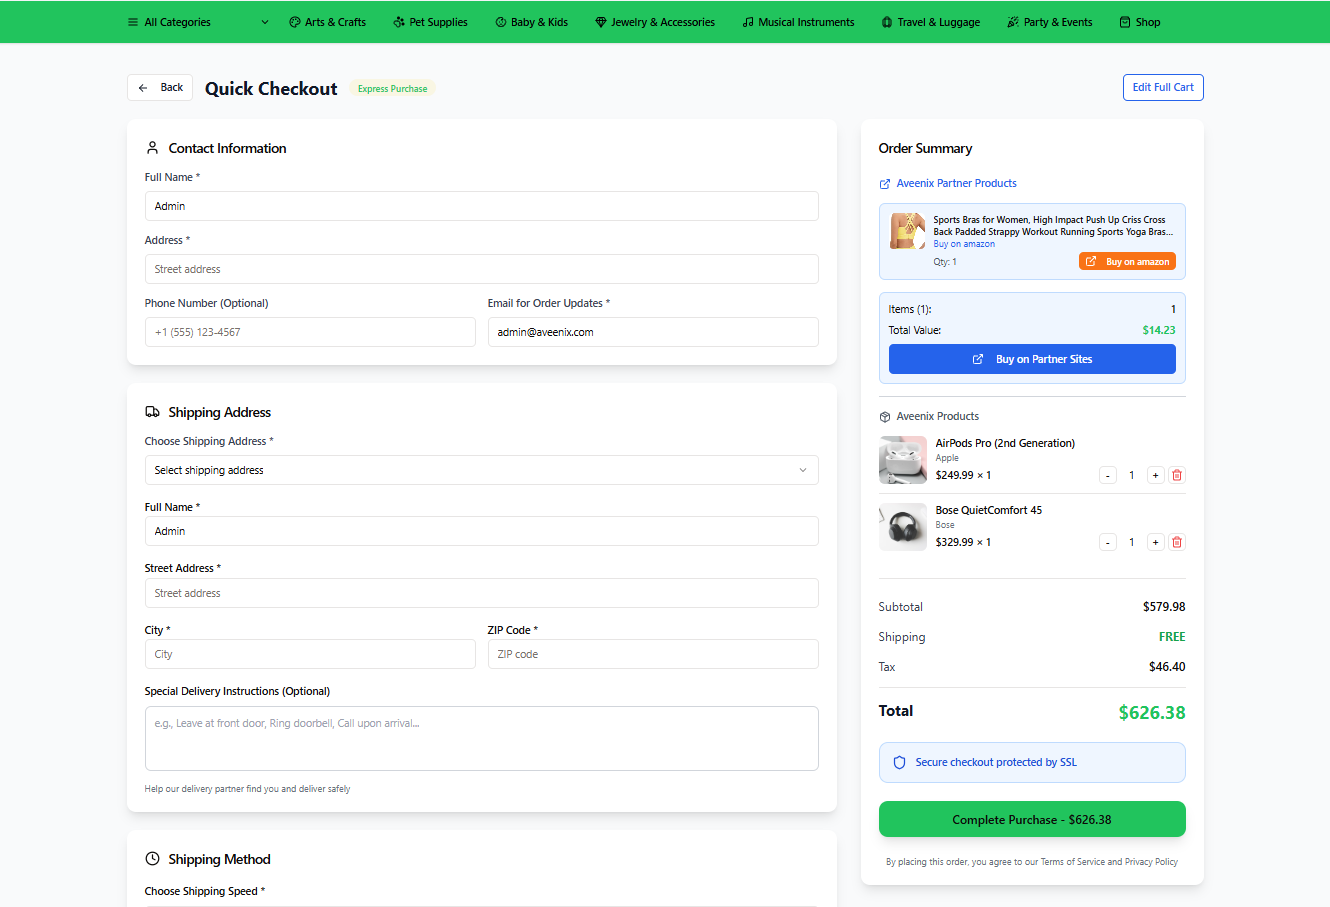 All Categories
Arts & Crafts
Pet Supplies
Baby & Kids
Jewelry & Accessories
Musical Instruments
Travel & Luggage
Party & Events
Shop
Back
Quick Checkout
Express Purchase
Edit Full Cart
Contact Information
Full Name *
Admin
Address *
Street address
Phone Number (Optional)
Email for Order Updates *
+1 (555) 123-4567
admin@aveenix.com
Shipping Address
Choose Shipping Address *
Select shipping address
Full Name *
Admin
Street Address *
Street address
City *
ZIP Code *
City
ZIP code
Special Delivery Instructions (Optional)
e.g., Leave at front door, Ring doorbell, Call upon arrival...
Help our delivery partner find you and deliver safely
Shipping Method
Choose Shipping Speed *
Order Summary
Aveenix Partner Products
Sports Bras for Women, High Impact Push Up Criss Cross
Back Padded Strappy Workout Running Sports Yoga Bras...
Buy on amazon
Qty: 1
Buy on amazon
Items (1):
1
Total Value:
$14.23
Buy on Partner Sites
Aveenix Products
AirPods Pro (2nd Generation)
Apple
$249.99 × 1
- 1 +
Bose QuietComfort 45
Bose
$329.99 × 1
- 1 +
Subtotal
$579.98
Shipping
FREE
Tax
$46.40
Total
$626.38
Secure checkout protected by SSL
Complete Purchase - $626.38
By placing this order, you agree to our Terms of Service and Privacy Policy